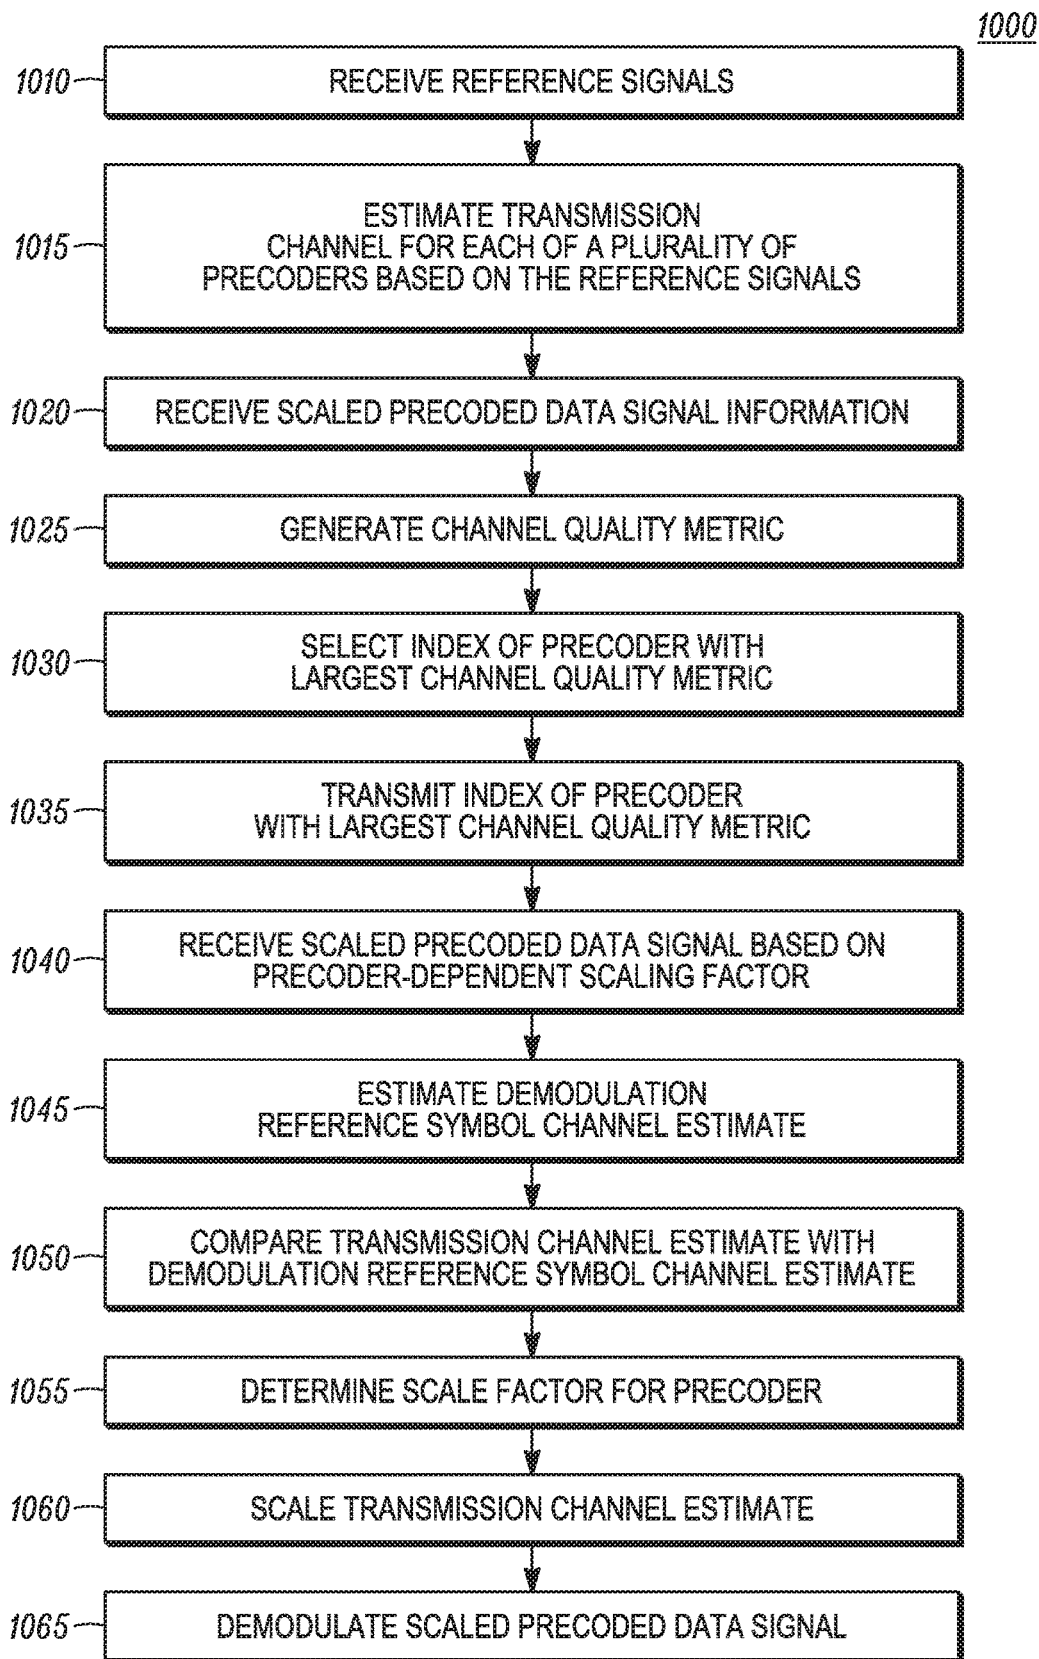 1000
1010
RECEIVE REFERENCE SIGNALS
1015
ESTIMATE TRANSMISSION
CHANNEL FOR EACH OF A PLURALITY OF
PRECODERS BASED ON THE REFERENCE SIGNALS
1020
RECEIVE SCALED PRECODED DATA SIGNAL INFORMATION
1025
GENERATE CHANNEL QUALITY METRIC
1030
SELECT INDEX OF PRECODER WITH
LARGEST CHANNEL QUALITY METRIC
1035
TRANSMIT INDEX OF PRECODER
WITH LARGEST CHANNEL QUALITY METRIC
1040
RECEIVE SCALED PRECODED DATA SIGNAL BASED ON
PRECODER-DEPENDENT SCALING FACTOR
1045
ESTIMATE DEMODULATION
REFERENCE SYMBOL CHANNEL ESTIMATE
1050
COMPARE TRANSMISSION CHANNEL ESTIMATE WITH
DEMODULATION REFERENCE SYMBOL CHANNEL ESTIMATE
1055
DETERMINE SCALE FACTOR FOR PRECODER
1060
SCALE TRANSMISSION CHANNEL ESTIMATE
1065
DEMODULATE SCALED PRECODED DATA SIGNAL